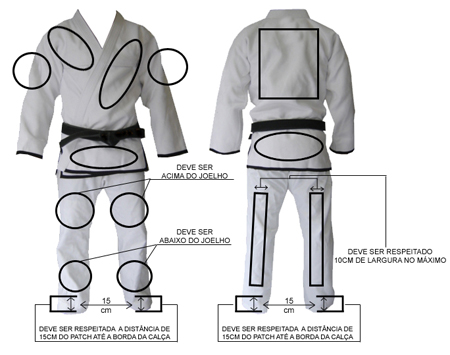 DEVE SER
ACIMA DO JOELHO
DEVE SER
ABAIXO DO JOELHO
DEVE SER RESPEITADO
10CM DE LARGURA NO MÁXIMO
15
cm
15
cm
DEVE SER RESPEITADA A DISTÂNCIA DE
15CM DO PATCH ATÉ A BORDA DA CALÇA
DEVE SER RESPEITADA A DISTÂNCIA DE
15CM DO PATCH ATÉ A BORDA DA CALÇA